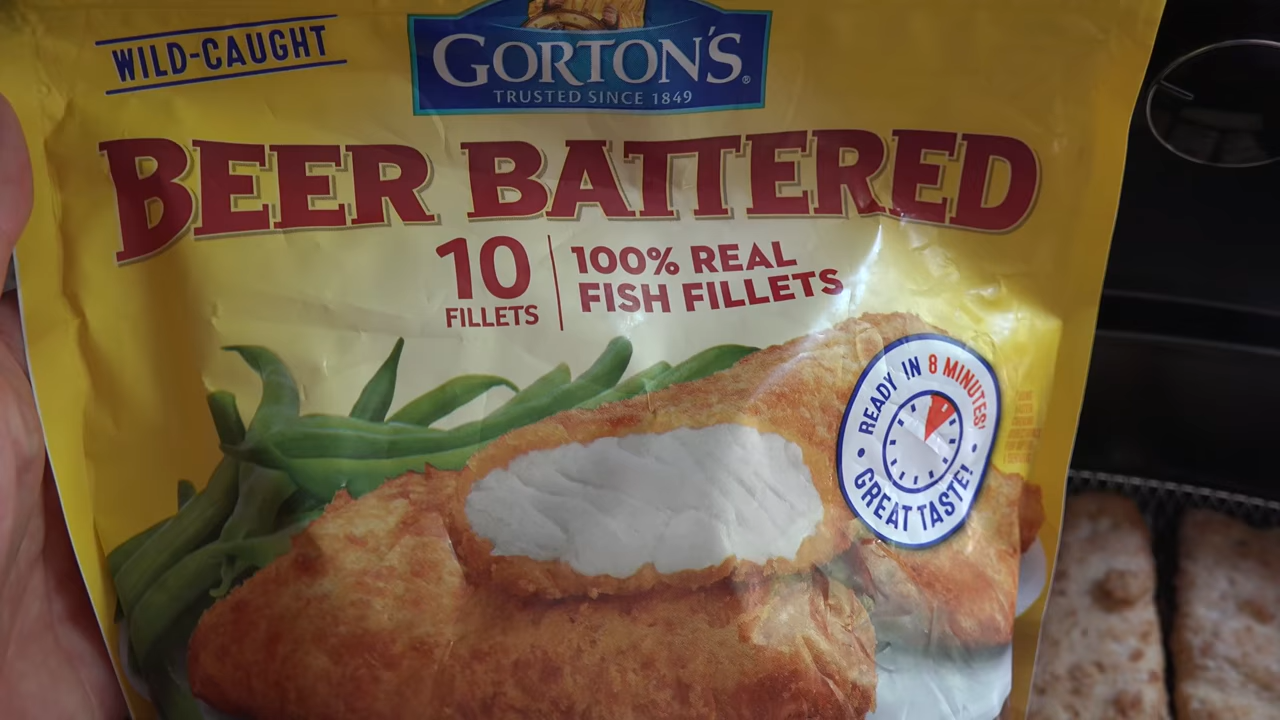 WILD-CAUGHT
GORTON'S®
TRUSTED SINCE 1849
BEER BATTERED
10
FILLETS
100% REAL
FISH FILLETS
READY IN 8 MINUTES!
• GREAT TASTE! •